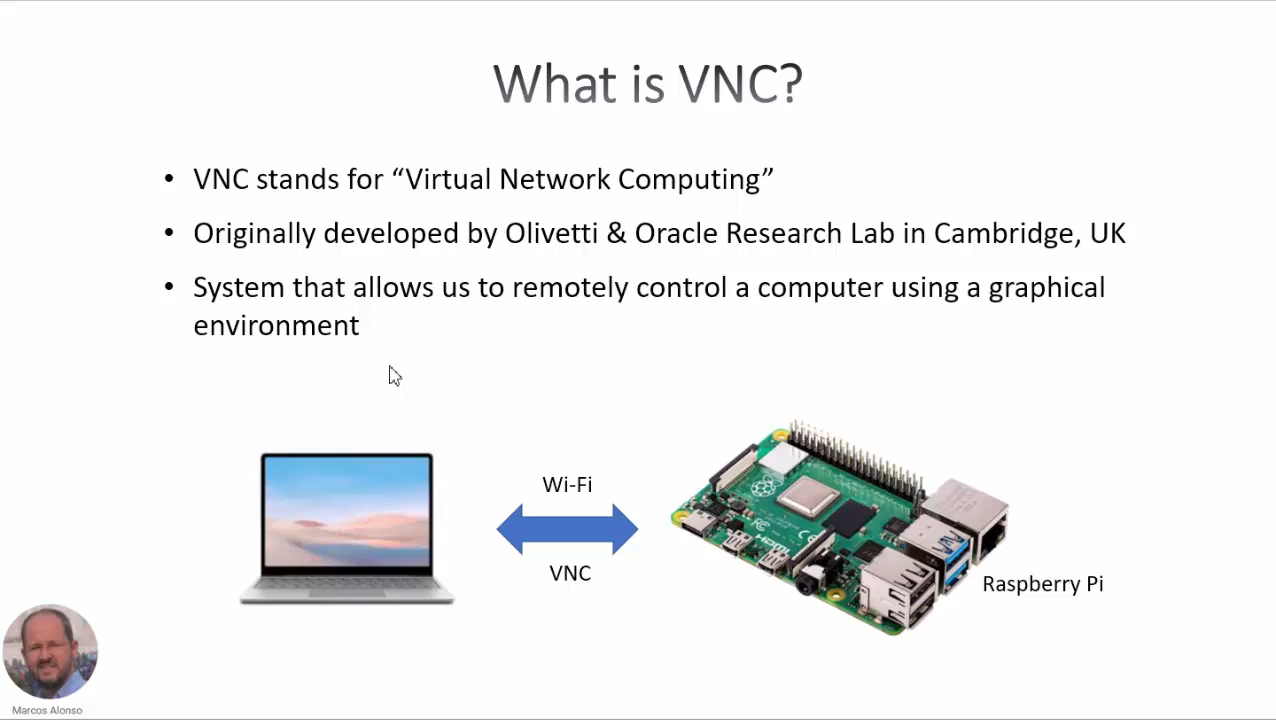 What is VNC?
• VNC stands for “Virtual Network Computing”
• Originally developed by Olivetti & Oracle Research Lab in Cambridge, UK
• System that allows us to remotely control a computer using a graphical
environment
Wi-Fi
VNC
HDMI
Raspberry Pi
Marcos Alonso